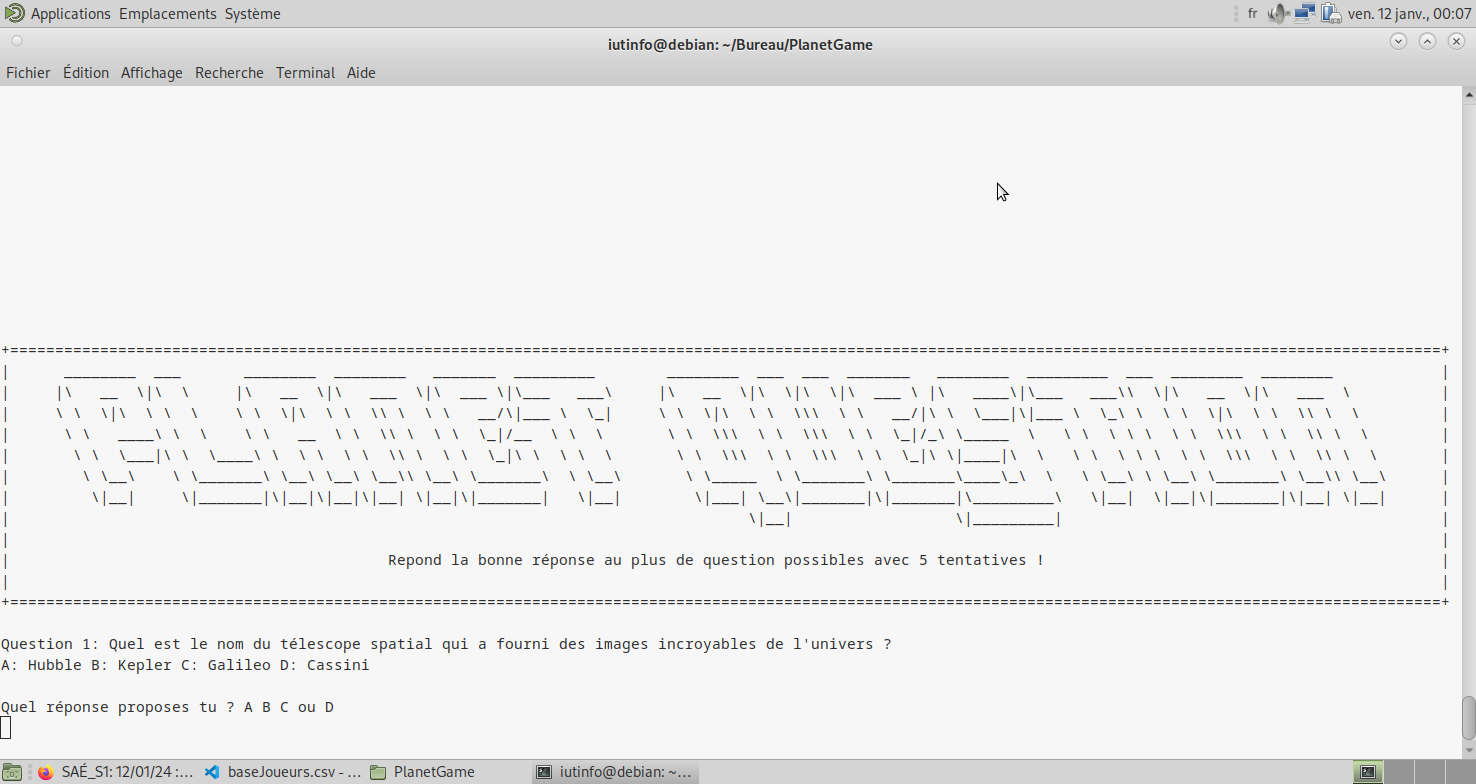 Applications Emplacements Système fr ven. 12 janv., 00:07
iutinfo@debian: ~/Bureau/PlanetGame
Fichier Édition Affichage Recherche Terminal Aide
PLANET QUESTION
Repond la bonne réponse au plus de question possibles avec 5 tentatives !
Question 1: Quel est le nom du télescope spatial qui a fourni des images incroyables de l'univers ?
A: Hubble B: Kepler C: Galileo D: Cassini
Quel réponse proposes tu ? A B C ou D
SAÉ_S1: 12/01/24 :... baseJoueurs.csv - ... PlanetGame iutinfo@debian: ~...